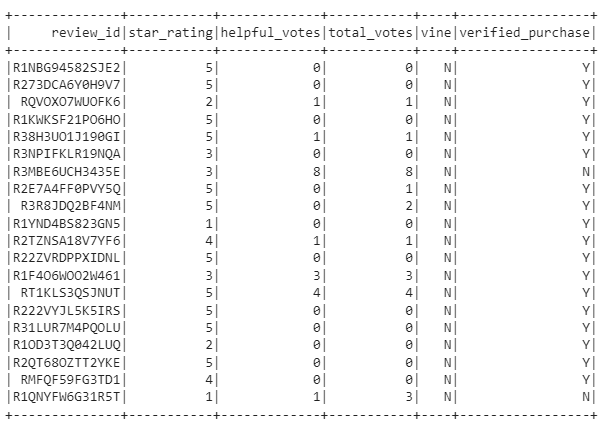 +--------------+-----------+-------------+-----------+----+-----------------+
|     review_id|star_rating|helpful_votes|total_votes|vine|verified_purchase|
+--------------+-----------+-------------+-----------+----+-----------------+
|R1NBG94582SJE2|          5|            0|          0|   N|                Y|
|R273DCA6Y0H9V7|          5|            0|          0|   N|                Y|
| RQVOXO7WUOFK6|          2|            1|          1|   N|                Y|
|R1KWKSF21PO6HO|          5|            0|          0|   N|                Y|
|R38H3UO1J190GI|          5|            1|          1|   N|                Y|
|R3NPIFKLR19NQA|          3|            0|          0|   N|                Y|
|R3MBE6UCH3435E|          3|            8|          8|   N|                N|
|R2E7A4FF0PVY5Q|          5|            0|          1|   N|                Y|
| R3R8JDQ2BF4NM|          5|            0|          2|   N|                Y|
|R1YND4BS823GN5|          1|            0|          0|   N|                Y|
|R2TZNSA18V7YF6|          4|            1|          1|   N|                Y|
|R22ZVRDPPXIDNL|          5|            0|          0|   N|                Y|
|R1F4O6WOO2W461|          3|            3|          3|   N|                Y|
| RT1KLS3QSJNUT|          5|            4|          4|   N|                Y|
|R222VYJL5K5IRS|          5|            0|          0|   N|                Y|
|R31LUR7M4PQOLU|          5|            0|          0|   N|                Y|
|R1OD3T3Q042LUQ|          2|            0|          0|   N|                Y|
|R2QT68OZTT2YKE|          5|            0|          0|   N|                Y|
| RMFQF59FG3TD1|          4|            0|          0|   N|                Y|
|R1QNYFW6G31R5T|          1|            1|          3|   N|                N|
+--------------+-----------+-------------+-----------+----+-----------------+